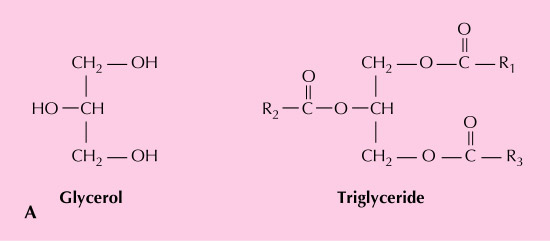 O
||
CH₂ — OH CH₂ — O — C — R₁
O
||
HO — CH R₂ — C — O — CH
O
||
CH₂ — OH CH₂ — O — C — R₃
Glycerol Triglyceride
A